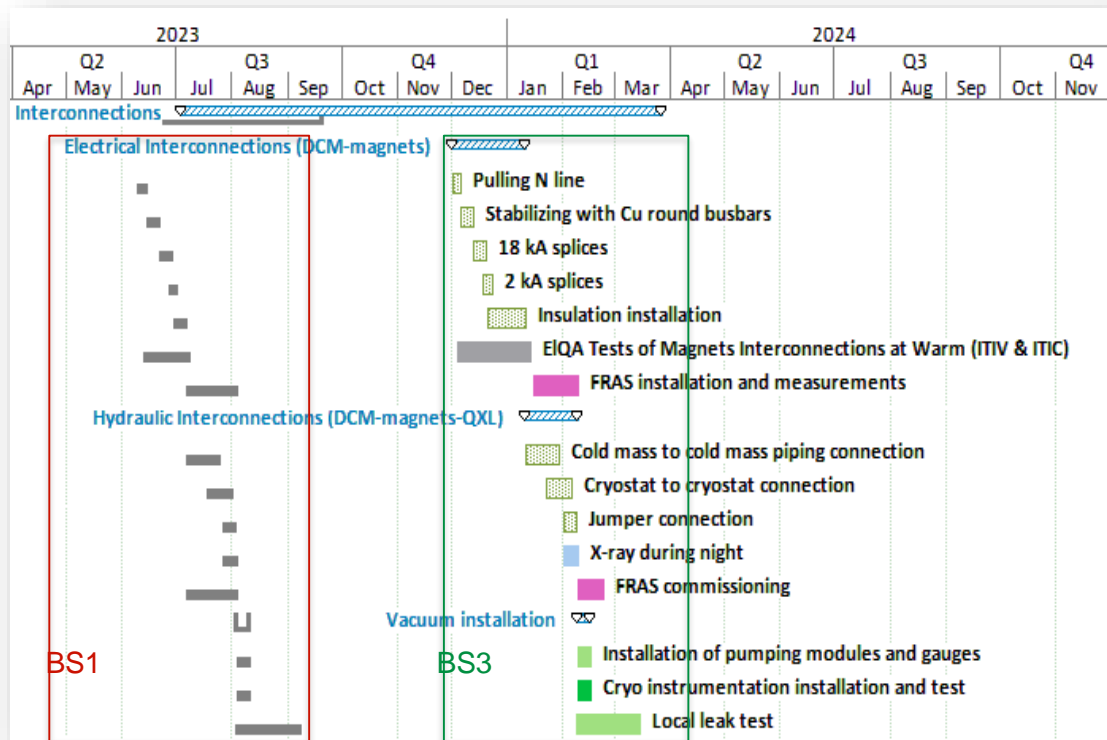 2023 2024
Q2 Q3 Q4 Q1 Q2 Q3 Q4
Apr May Jun Jul Aug Sep Oct Nov Dec Jan Feb Mar Apr May Jun Jul Aug Sep Oct Nov
Interconnections
Electrical Interconnections (DCM-magnets)
Pulling N line
Stabilizing with Cu round busbars
18 kA splices
2 kA splices
Insulation installation
ElQA Tests of Magnets Interconnections at Warm (ITIV & ITIC)
FRAS installation and measurements
Hydraulic Interconnections (DCM-magnets-QXL)
Cold mass to cold mass piping connection
Cryostat to cryostat connection
Jumper connection
X-ray during night
FRAS commissioning
Vacuum installation
BS1 BS3 Installation of pumping modules and gauges
Cryo instrumentation installation and test
Local leak test